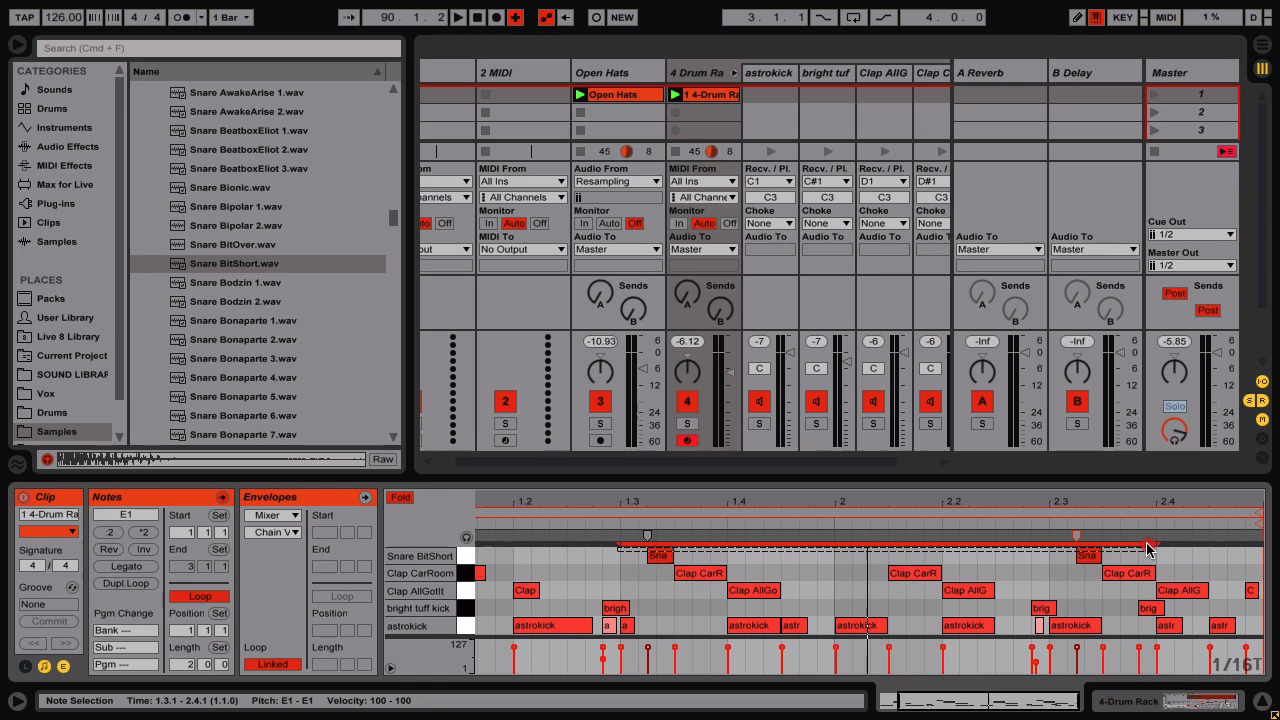 TAP 126.00 4 / 4 1 Bar 90 . 1 . 2 NEW 3 . 1 . 1 4 . 0 . 0 KEY MIDI 1 % D
Search (Cmd + F)
CATEGORIES
Sounds
Drums
Instruments
Audio Effects
MIDI Effects
Max for Live
Plug-ins
Clips
Samples
PLACES
Packs
User Library
Live 8 Library
Current Project
SOUND LIBRAR
Vox
Drums
Samples
Name
Snare AwakeArise 1.wav
Snare AwakeArise 2.wav
Snare BeatboxEliot 1.wav
Snare BeatboxEliot 2.wav
Snare BeatboxEliot 3.wav
Snare Bionic.wav
Snare Bipolar 1.wav
Snare Bipolar 2.wav
Snare BitOver.wav
Snare BitShort.wav
Snare Bodzin 1.wav
Snare Bodzin 2.wav
Snare Bonaparte 1.wav
Snare Bonaparte 2.wav
Snare Bonaparte 3.wav
Snare Bonaparte 4.wav
Snare Bonaparte 5.wav
Snare Bonaparte 6.wav
Snare Bonaparte 7.wav
Raw
2 MIDI Open Hats 4 Drum Ra astrokick bright tuf Clap AllG Clap C A Reverb B Delay Master
Open Hats 1 4-Drum Ra 1
2
3
45 8 45 8
om MIDI From Audio From MIDI From Recv. / Pl. Recv. / Pl. Recv. / Pl. Recv.
All Ins Resampling All Ins C1 C#1 D1 D#1
annels All Channels All Channe C3 C3 C3 C3
Monitor Monitor Monitor Choke Choke Choke Choke
Auto Off In Auto Off In Auto Off In Auto Off None None None None
MIDI To Audio To Audio To Audio To Audio To Audio To Audio Audio To Audio To
put No Output Master Master Master Master
Cue Out
1/2
Master Out
1/2
Sends Sends Sends
A B A B A B A B Post Post
-10.93 -6.12 -7 -7 -6 -6 -Inf -Inf -5.85
6 0 12 24 36 60
C C C C
2 3 4 A B Solo
S S S S S
Clip
1 4-Drum Ra
Signature
4 / 4
Groove
None
Commit
<< >>
L E
Notes
E1
:2 *2
Rev Inv
Legato
Dupl.Loop
Pgm Change
Bank ---
Sub ---
Pgm ---
Start Set
1 1 1
End Set
3 1 1
Loop
Position Set
1 1 1
Length Set
2 0 0
Envelopes
Mixer
Chain V
Loop
Linked
Start
End
Loop
Position
Length
Fold
1.2 1.3 1.4 2 2.2 2.3 2.4
Snare BitShort Sna Sna
Clap CarRoom Clap CarR Clap CarR Clap CarR
Clap AllGotIt Clap Clap AllGo Clap AllG Clap AllG C
bright tuff kick brigh brig brig
astrokick astrokick a a astrokick astr astrokick astrokick astrokick astr astr
127
1
1/16T
Note Selection Time: 1.3.1 - 2.4.1 (1.1.0) Pitch: E1 - E1 Velocity: 100 - 100
4-Drum Rack